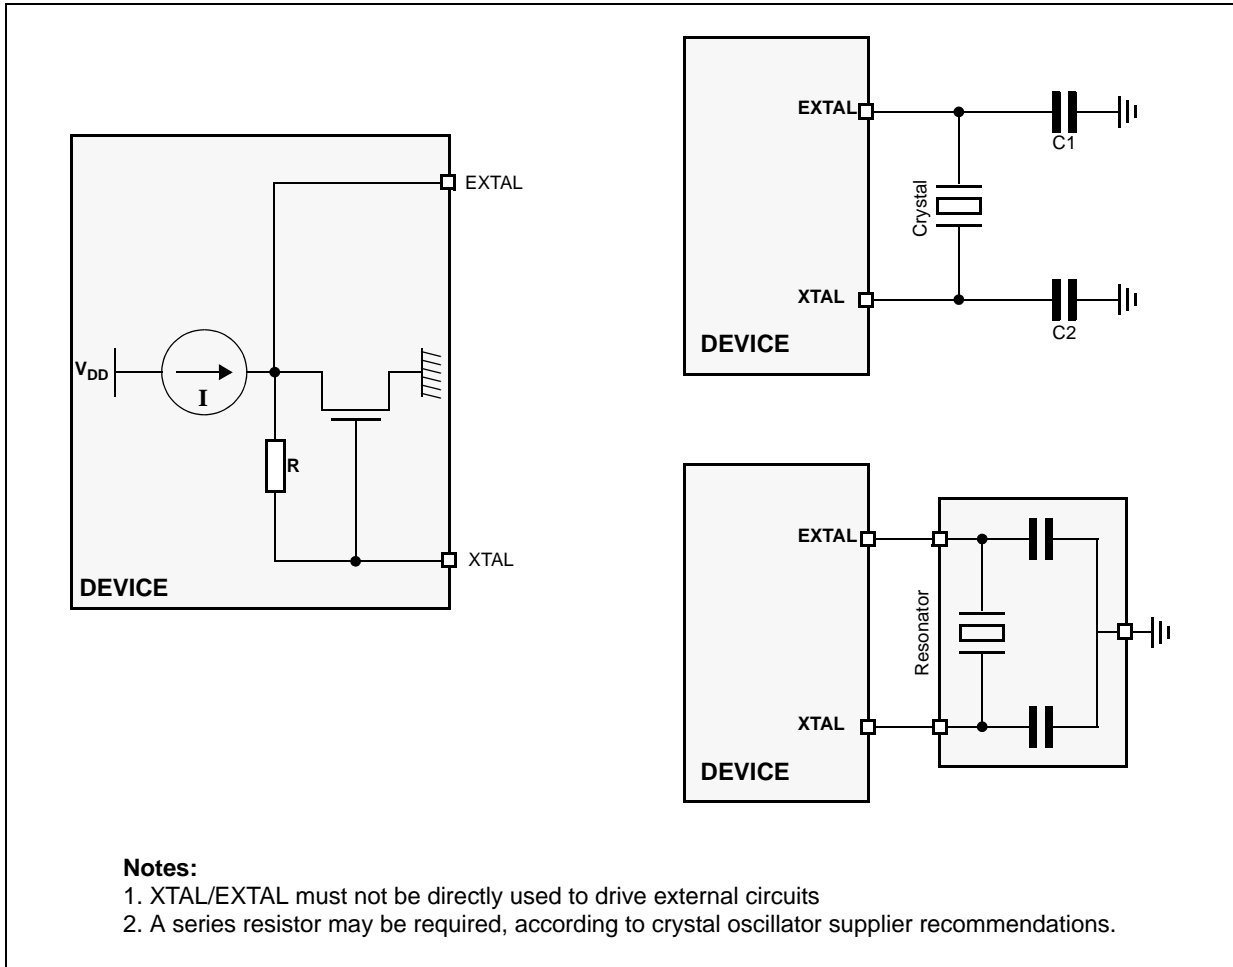 EXTAL
V_DD
I
R
XTAL
DEVICE
EXTAL
C1
Crystal
XTAL
C2
DEVICE
EXTAL
Resonator
XTAL
DEVICE
Notes:
1. XTAL/EXTAL must not be directly used to drive external circuits
2. A series resistor may be required, according to crystal oscillator supplier recommendations.